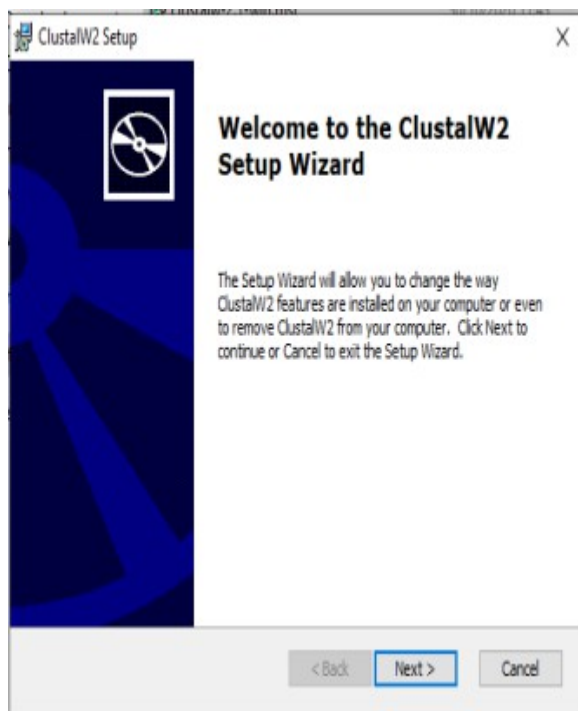 ClustalW2 Setup
Welcome to the ClustalW2
Setup Wizard
The Setup Wizard will allow you to change the way
ClustalW2 features are installed on your computer or even
to remove ClustalW2 from your computer. Click Next to
continue or Cancel to exit the Setup Wizard.
< Back
Next >
Cancel